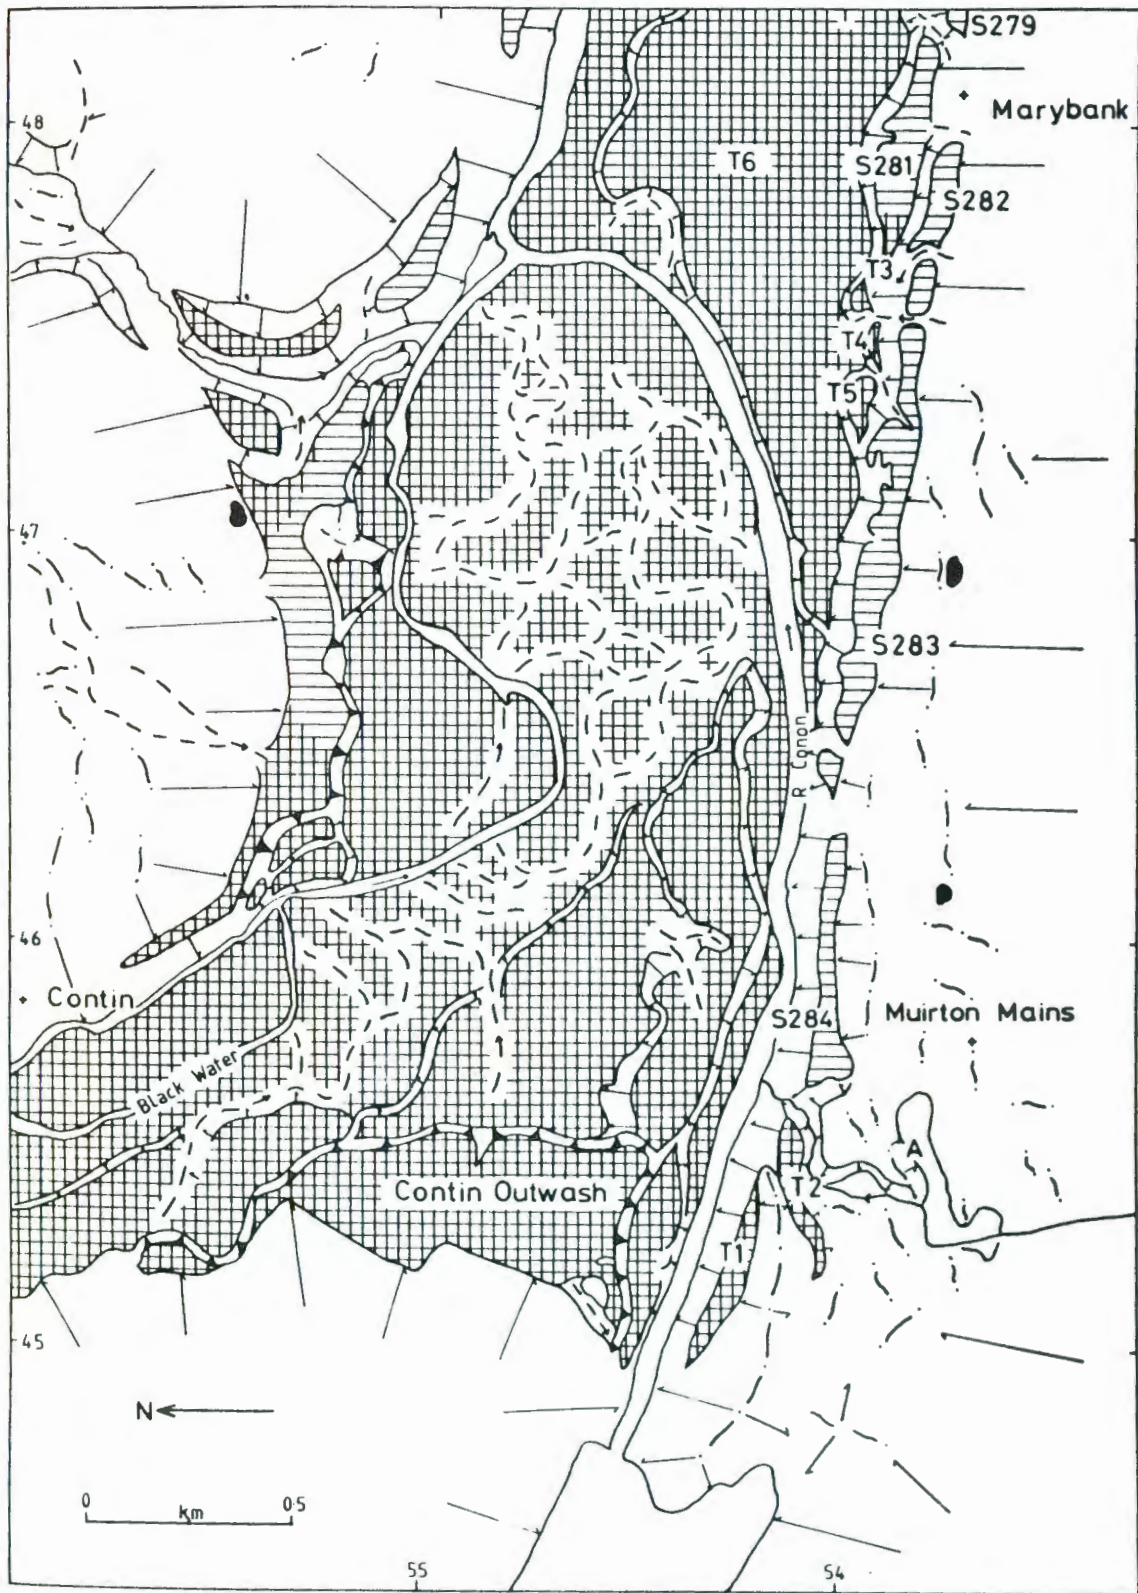 S279
Marybank
48
T6
S281
S282
T3
T4
T5
47
S283
R Conon
46
Contin
S284
Muirton Mains
Black Water
A
T2
Contin Outwash
T1
45
N
0 km 0·5
55
54